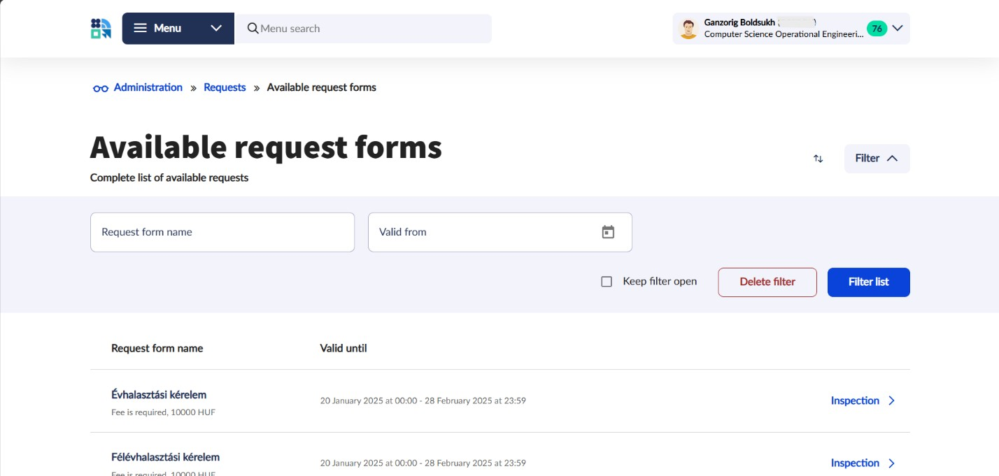 Menu
Menu search
Ganzorig Boldsukh
Computer Science Operational Engineeri...
76
Administration » Requests » Available request forms
Available request forms
Filter
Complete list of available requests
Request form name
Valid from
Keep filter open
Delete filter
Filter list
Request form name
Valid until
Évhalasztási kérelem
Fee is required, 10000 HUF
20 January 2025 at 00:00 - 28 February 2025 at 23:59
Inspection
Félévhalasztási kérelem
Fee is required, 10000 HUF
20 January 2025 at 00:00 - 28 February 2025 at 23:59
Inspection